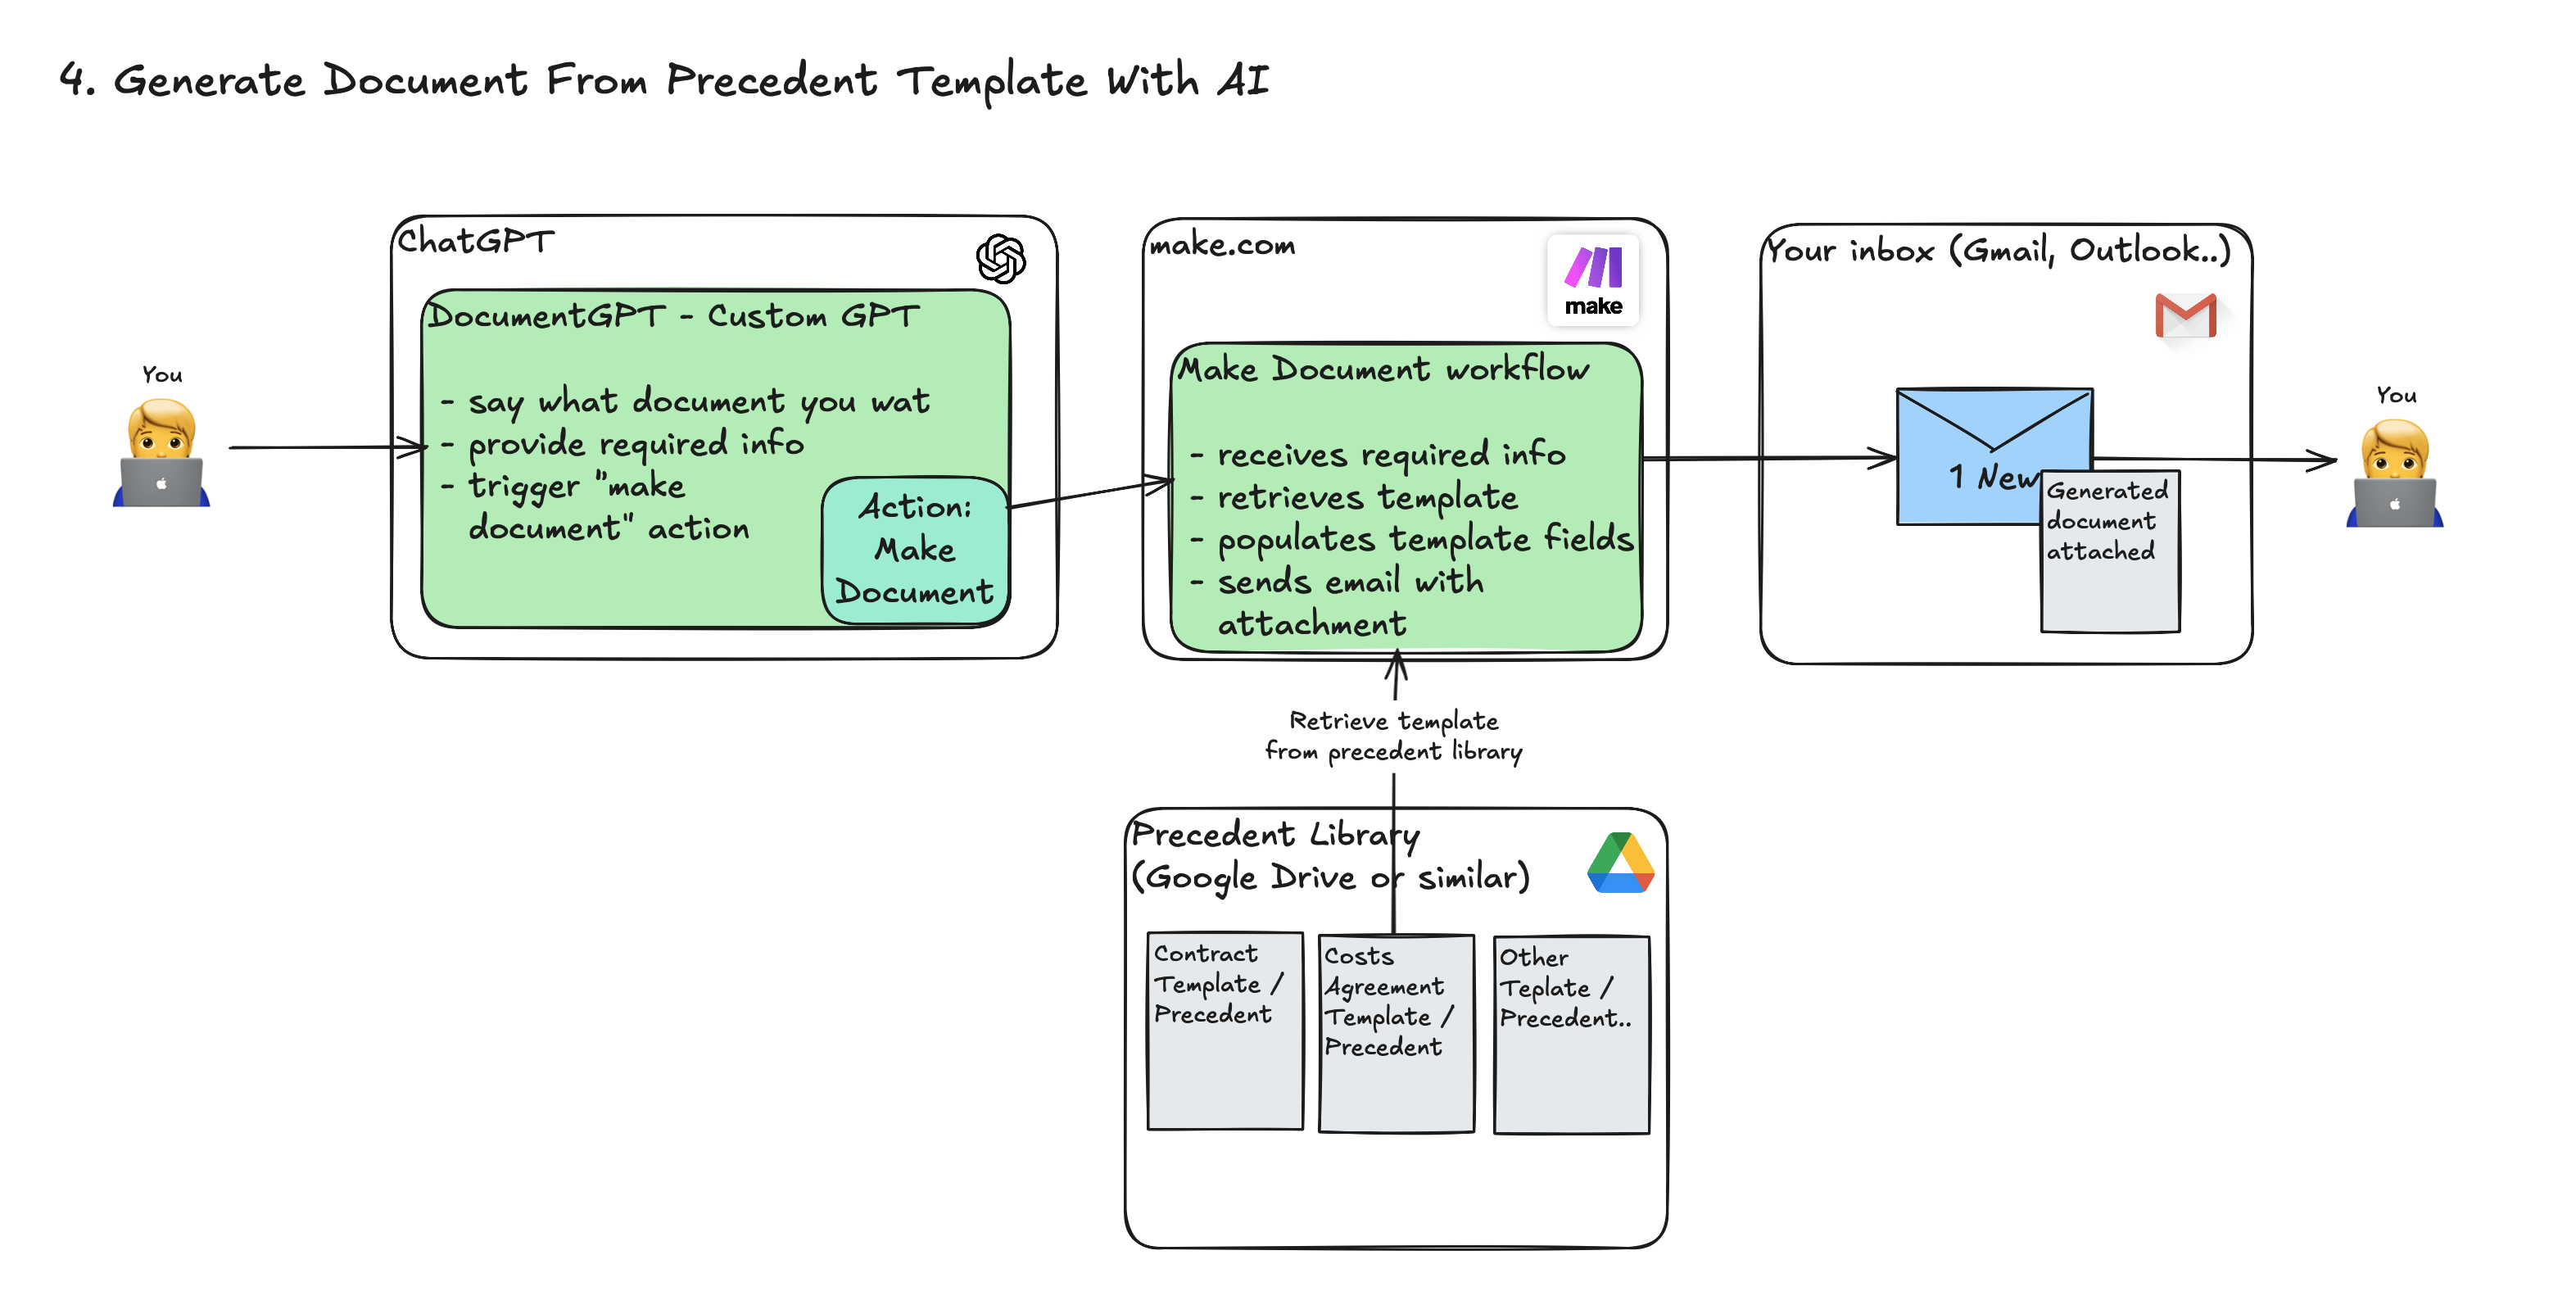 4. Generate Document From Precedent Template With AI
You
ChatGPT
DocumentGPT - Custom GPT
- say what document you wat
- provide required info
- trigger "make
document" action
Action:
Make
Document
make.com
make
Make Document workflow
- receives required info
- retrieves template
- populates template fields
- sends email with
attachment
Your inbox (Gmail, Outlook..)
1 New
Generated
document
attached
You
Retrieve template
from precedent library
Precedent Library
(Google Drive or similar)
Contract
Template /
Precedent
Costs
Agreement
Template /
Precedent
Other
Teplate /
Precedent..